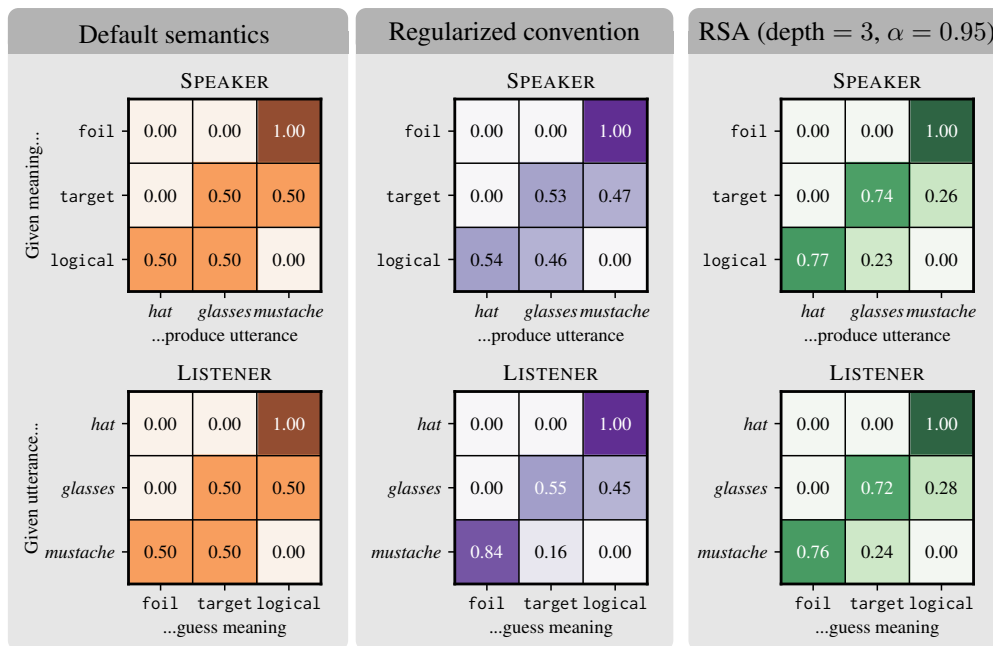 Default semantics
SPEAKER
Given meaning...
foil 0.00 0.00 1.00
target 0.00 0.50 0.50
logical 0.50 0.50 0.00
hat glasses mustache
...produce utterance
LISTENER
Given utterance...
hat 0.00 0.00 1.00
glasses 0.00 0.50 0.50
mustache 0.50 0.50 0.00
foil target logical
...guess meaning
Regularized convention
SPEAKER
foil 0.00 0.00 1.00
target 0.00 0.53 0.47
logical 0.54 0.46 0.00
hat glasses mustache
...produce utterance
LISTENER
hat 0.00 0.00 1.00
glasses 0.00 0.55 0.45
mustache 0.84 0.16 0.00
foil target logical
...guess meaning
RSA (depth = 3, α = 0.95)
SPEAKER
foil 0.00 0.00 1.00
target 0.00 0.74 0.26
logical 0.77 0.23 0.00
hat glasses mustache
...produce utterance
LISTENER
hat 0.00 0.00 1.00
glasses 0.00 0.72 0.28
mustache 0.76 0.24 0.00
foil target logical
...guess meaning